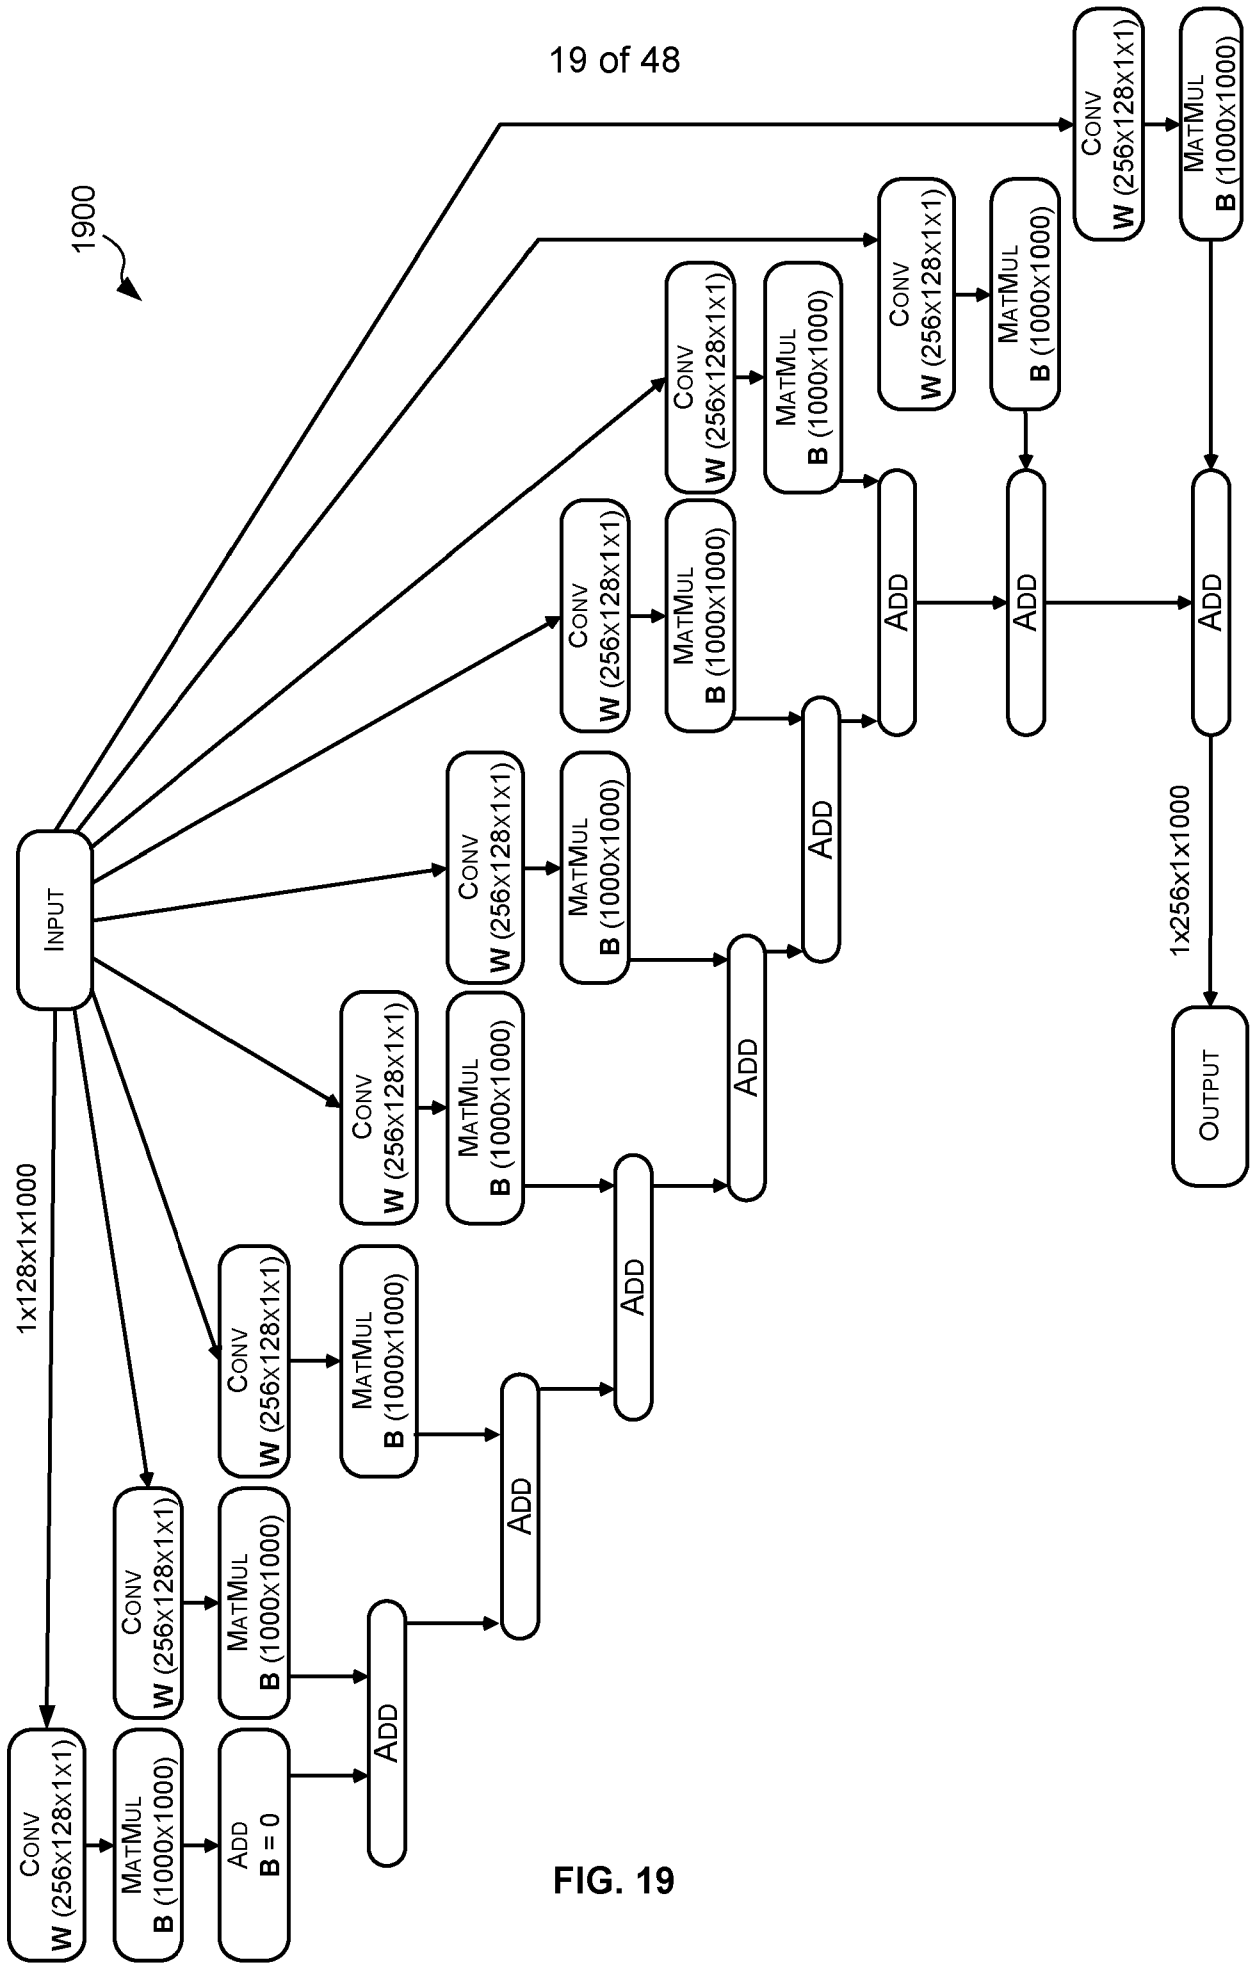 19 of 48
1900
INPUT
1x128x1x1000
CONV
W (256x128x1x1)
MATMUL
B (1000x1000)
ADD
B = 0
CONV
W (256x128x1x1)
MATMUL
B (1000x1000)
ADD
CONV
W (256x128x1x1)
MATMUL
B (1000x1000)
ADD
CONV
W (256x128x1x1)
MATMUL
B (1000x1000)
ADD
CONV
W (256x128x1x1)
MATMUL
B (1000x1000)
ADD
CONV
W (256x128x1x1)
MATMUL
B (1000x1000)
ADD
CONV
W (256x128x1x1)
MATMUL
B (1000x1000)
ADD
CONV
W (256x128x1x1)
MATMUL
B (1000x1000)
ADD
CONV
W (256x128x1x1)
MATMUL
B (1000x1000)
ADD
1x256x1x1000
OUTPUT
FIG. 19